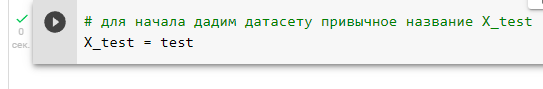 # для начала дадим датасету привычное название X_test
0
X_test = test
сек.